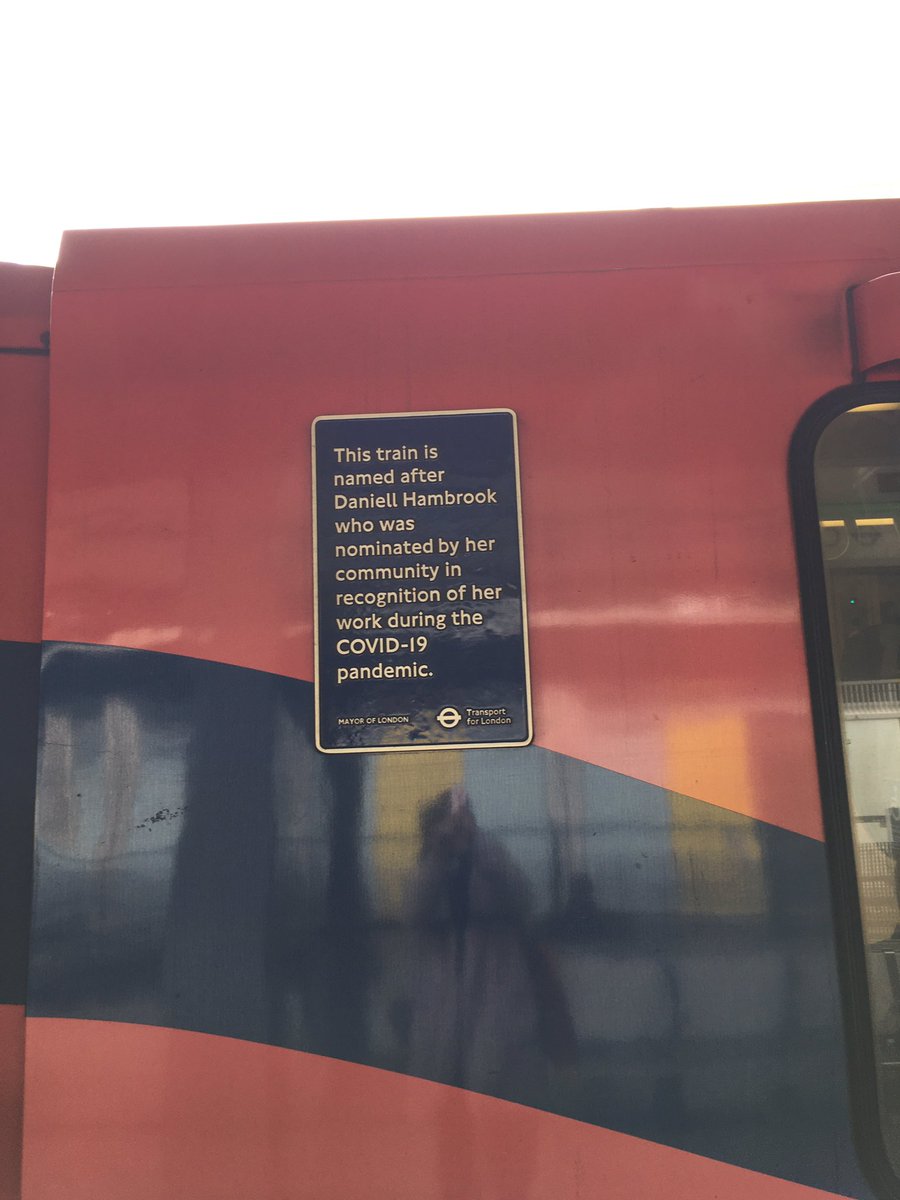 This train is
named after
Daniell Hambrook
who was
nominated by her
community in
recognition of her
work during the
COVID-19
pandemic.
MAYOR OF LONDON
Transport
for London